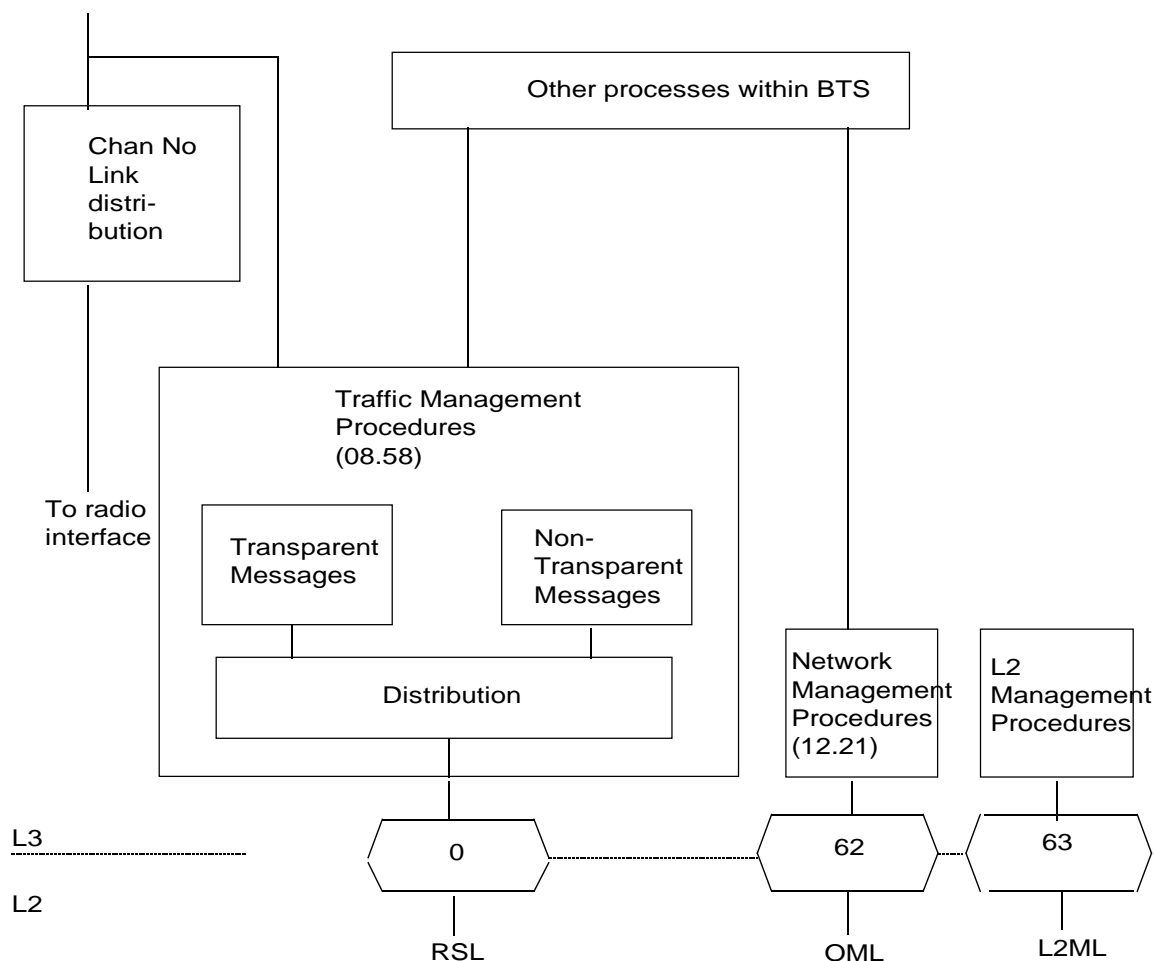 Other processes within BTS
Chan No
Link
distri-
bution
Traffic Management
Procedures
(08.58)
To radio
interface
Transparent
Messages
Non-
Transparent
Messages
Distribution
Network
Management
Procedures
(12.21)
L2
Management
Procedures
L3
0
62
63
L2
RSL
OML
L2ML